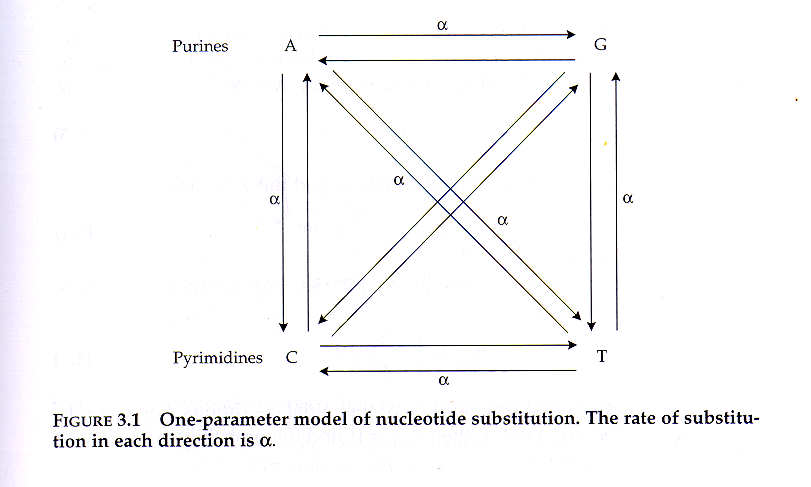 α
Purines A G
α α
α
α
Pyrimidines C T
α
FIGURE 3.1 One-parameter model of nucleotide substitution. The rate of substitu-
tion in each direction is α.